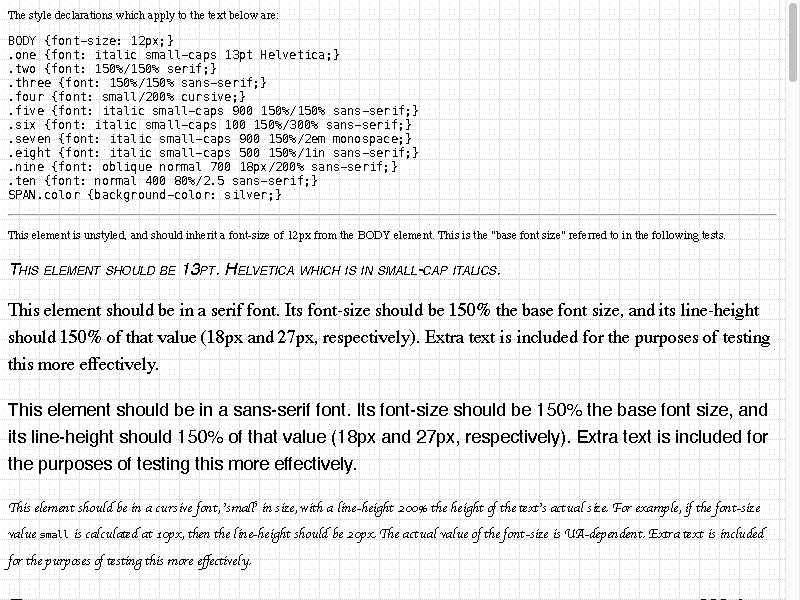 The style declarations which apply to the text below are:
BODY {font-size: 12px;}
.one {font: italic small-caps 13pt Helvetica;}
.two {font: 150%/150% serif;}
.three {font: 150%/150% sans-serif;}
.four {font: small/200% cursive;}
.five {font: italic small-caps 900 150%/150% sans-serif;}
.six {font: italic small-caps 100 150%/300% sans-serif;}
.seven {font: italic small-caps 900 150%/2em monospace;}
.eight {font: italic small-caps 500 150%/1in sans-serif;}
.nine {font: oblique normal 700 18px/200% sans-serif;}
.ten {font: normal 400 80%/2.5 sans-serif;}
SPAN.color {background-color: silver;}
This element is unstyled, and should inherit a font-size of 12px from the BODY element. This is the "base font size" referred to in the following tests.
This element should be 13pt. Helvetica which is in small-cap italics.
This element should be in a serif font. Its font-size should be 150% the base font size, and its line-height
should 150% of that value (18px and 27px, respectively). Extra text is included for the purposes of testing
this more effectively.
This element should be in a sans-serif font. Its font-size should be 150% the base font size, and
its line-height should 150% of that value (18px and 27px, respectively). Extra text is included for
the purposes of testing this more effectively.
This element should be in a cursive font, 'small' in size, with a line-height 200% the height of the text's actual size. For example, if the font-size
value small is calculated at 10px, then the line-height should be 20px. The actual value of the font-size is UA-dependent. Extra text is included
for the purposes of testing this more effectively.